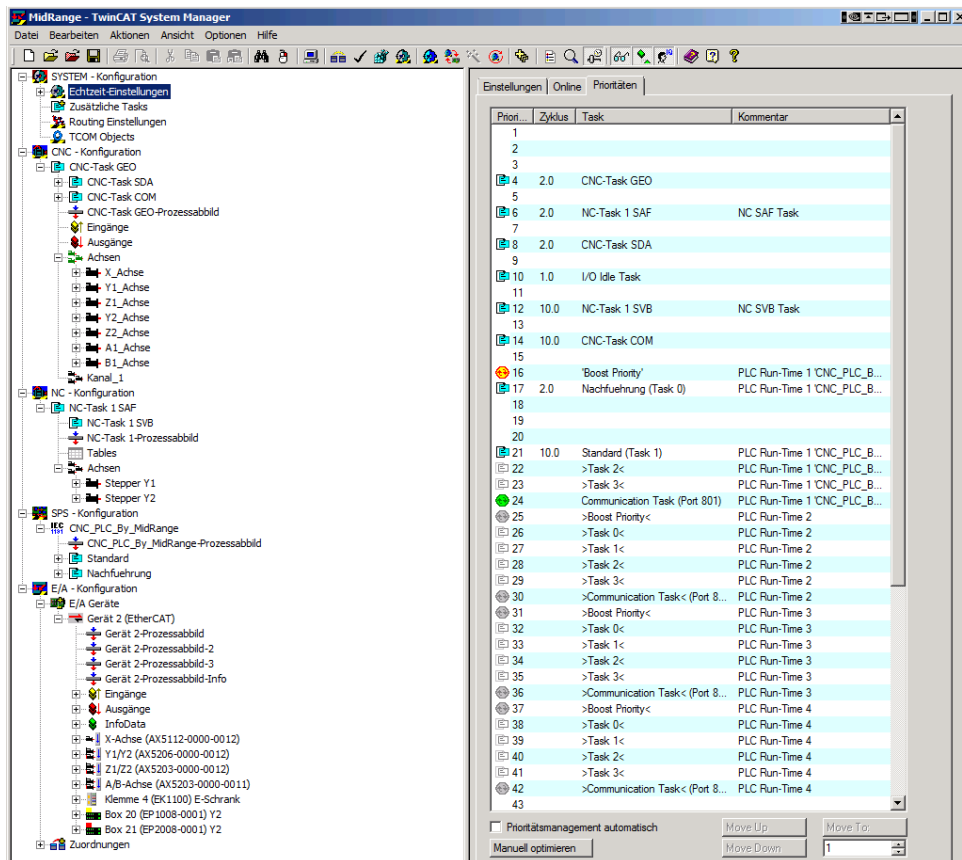 MidRange - TwinCAT System Manager
Datei Bearbeiten Aktionen Ansicht Optionen Hilfe
SYSTEM - Konfiguration
Echtzeit-Einstellungen
Zusätzliche Tasks
Routing Einstellungen
TCOM Objects
CNC - Konfiguration
CNC-Task GEO
CNC-Task SDA
CNC-Task COM
CNC-Task GEO-Prozessabbild
Eingänge
Ausgänge
Achsen
X_Achse
Y1_Achse
Z1_Achse
Y2_Achse
Z2_Achse
A1_Achse
B1_Achse
Kanal_1
NC - Konfiguration
NC-Task 1 SAF
NC-Task 1 SVB
NC-Task 1-Prozessabbild
Tables
Achsen
Stepper Y1
Stepper Y2
SPS - Konfiguration
CNC_PLC_By_MidRange
CNC_PLC_By_MidRange-Prozessabbild
Standard
Nachfuehrung
E/A - Konfiguration
E/A Geräte
Gerät 2 (EtherCAT)
Gerät 2-Prozessabbild
Gerät 2-Prozessabbild-2
Gerät 2-Prozessabbild-3
Gerät 2-Prozessabbild-Info
Eingänge
Ausgänge
InfoData
X-Achse (AX5112-0000-0012)
Y1/Y2 (AX5206-0000-0012)
Z1/Z2 (AX5203-0000-0012)
A/B-Achse (AX5203-0000-0011)
Klemme 4 (EK1100) E-Schrank
Box 20 (EP1008-0001) Y2
Box 21 (EP2008-0001) Y2
Zuordnungen
Einstellungen Online Prioritäten
Priori... Zyklus Task Kommentar
1
2
3
4 2.0 CNC-Task GEO
5
6 2.0 NC-Task 1 SAF NC SAF Task
7
8 2.0 CNC-Task SDA
9
10 1.0 I/O Idle Task
11
12 10.0 NC-Task 1 SVB NC SVB Task
13
14 10.0 CNC-Task COM
15
16 'Boost Priority' PLC Run-Time 1 'CNC_PLC_B...
17 2.0 Nachfuehrung (Task 0) PLC Run-Time 1 'CNC_PLC_B...
18
19
20
21 10.0 Standard (Task 1) PLC Run-Time 1 'CNC_PLC_B...
22 >Task 2< PLC Run-Time 1 'CNC_PLC_B...
23 >Task 3< PLC Run-Time 1 'CNC_PLC_B...
24 Communication Task (Port 801) PLC Run-Time 1 'CNC_PLC_B...
25 >Boost Priority< PLC Run-Time 2
26 >Task 0< PLC Run-Time 2
27 >Task 1< PLC Run-Time 2
28 >Task 2< PLC Run-Time 2
29 >Task 3< PLC Run-Time 2
30 >Communication Task< (Port 8... PLC Run-Time 2
31 >Boost Priority< PLC Run-Time 3
32 >Task 0< PLC Run-Time 3
33 >Task 1< PLC Run-Time 3
34 >Task 2< PLC Run-Time 3
35 >Task 3< PLC Run-Time 3
36 >Communication Task< (Port 8... PLC Run-Time 3
37 >Boost Priority< PLC Run-Time 4
38 >Task 0< PLC Run-Time 4
39 >Task 1< PLC Run-Time 4
40 >Task 2< PLC Run-Time 4
41 >Task 3< PLC Run-Time 4
42 >Communication Task< (Port 8... PLC Run-Time 4
43
Prioritätsmanagement automatisch Move Up Move To:
Manuell optimieren Move Down 1